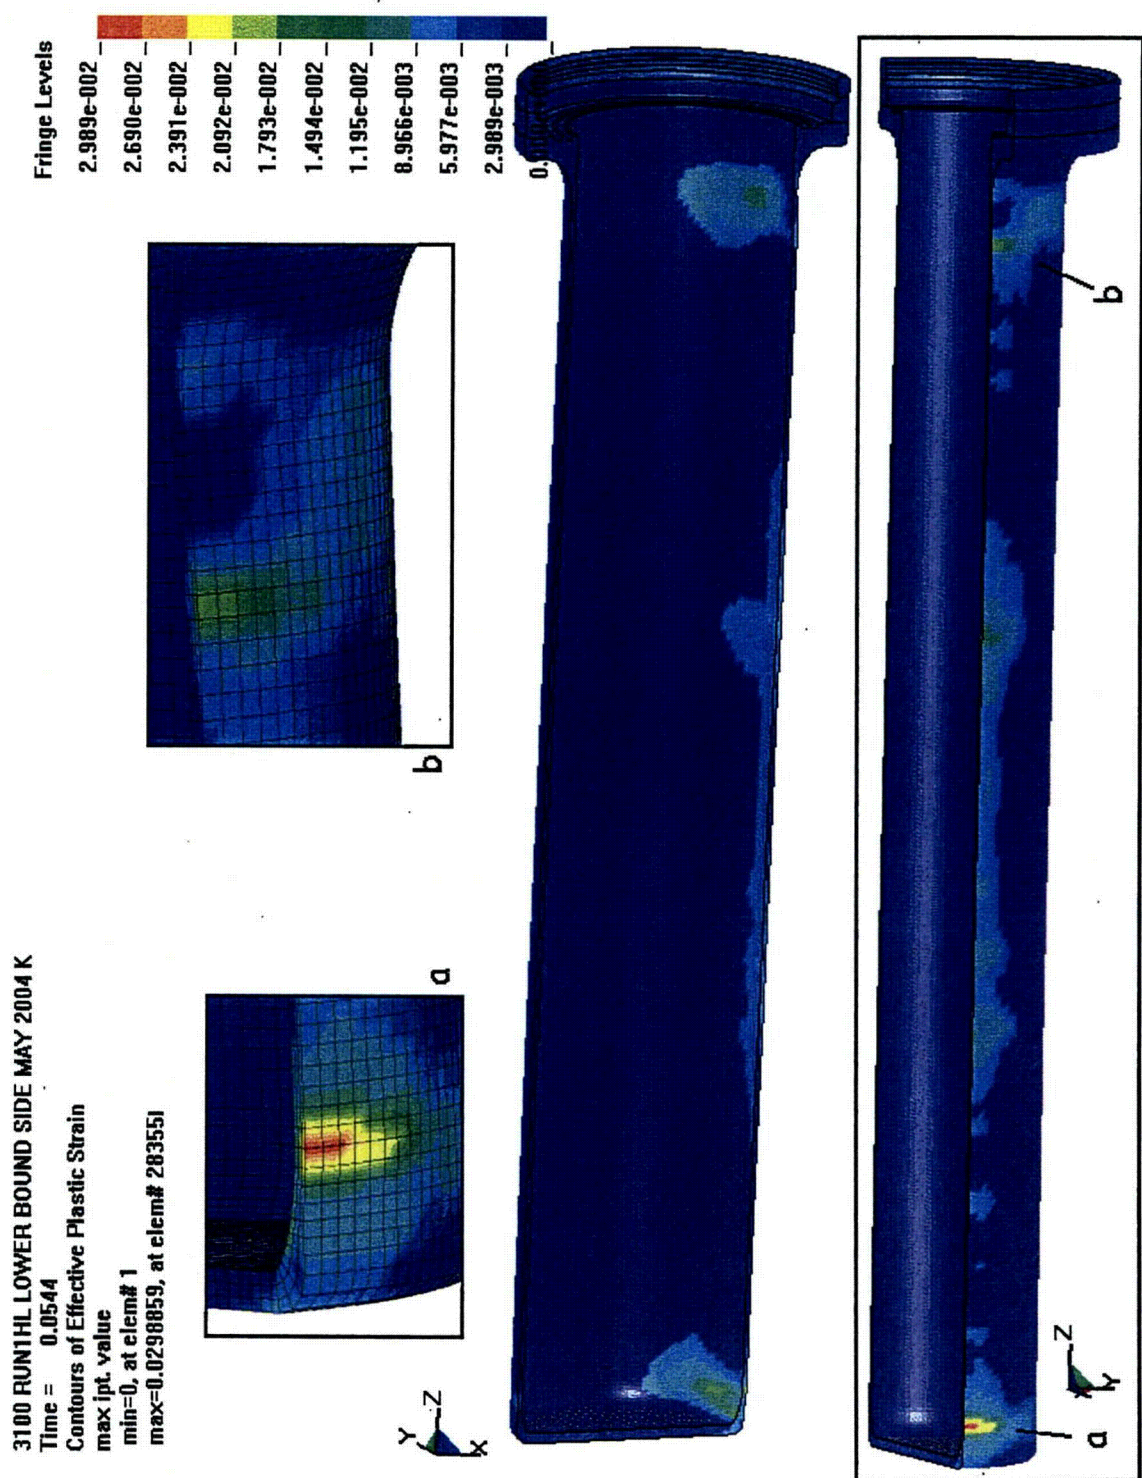 3100 RUN1HL LOWER BOUND SIDE MAY 2004 K
Time = 0.0544
Contours of Effective Plastic Strain
max ipt. value
min=0, at elem# 1
max=0.0298859, at elem# 283551
Fringe Levels
2.989e-002
2.690e-002
2.391e-002
2.092e-002
1.793e-002
1.494e-002
1.195e-002
8.966e-003
5.977e-003
2.989e-003
a
b
Y
Z
X
a
b
X
Y
Z